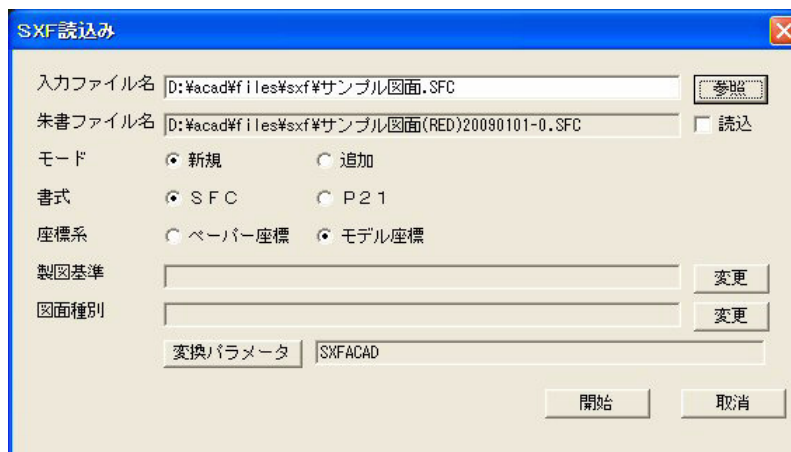 SXF読込み
入力ファイル名 D:¥acad¥files¥sxf¥サンプル図面.SFC 参照
朱書ファイル名 D:¥acad¥files¥sxf¥サンプル図面(RED)20090101-0.SFC 読込
モード 新規 追加
書式 SFC P21
座標系 ペーパー座標 モデル座標
製図基準 変更
図面種別 変更
変換パラメータ SXFACAD
開始 取消